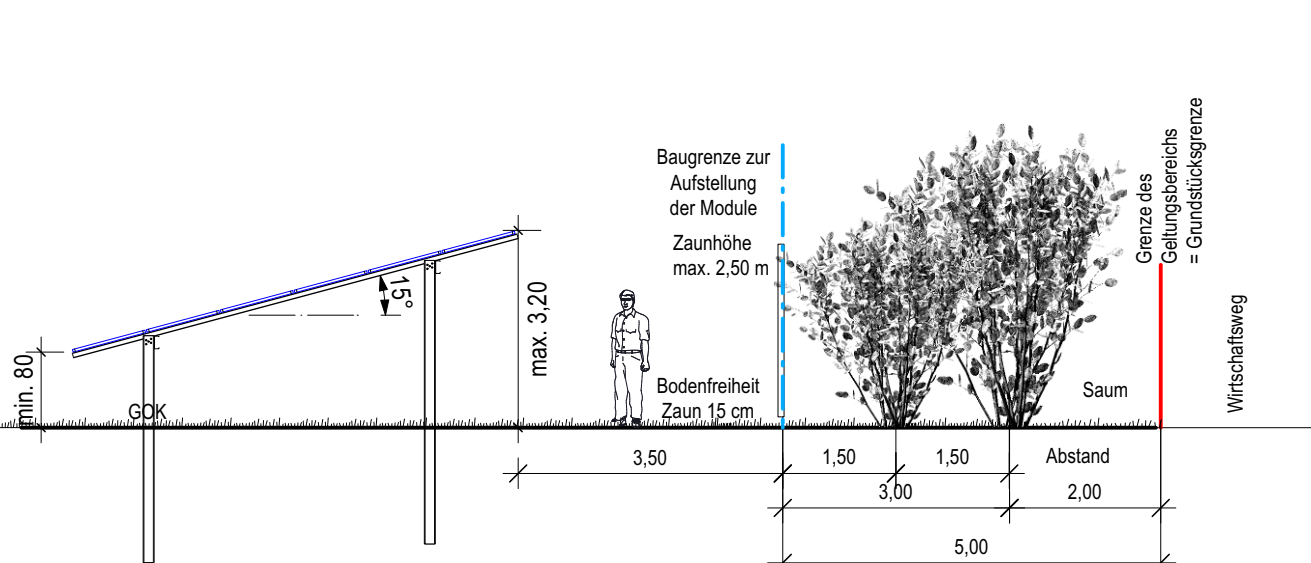 Baugrenze zur
Aufstellung
der Module
Zaunhöhe
max. 2,50 m
Grenze des
Geltungsbereichs
= Grundstücksgrenze
15°
max. 3,20
min. 80
GOK
Bodenfreiheit
Zaun 15 cm
Saum
Wirtschaftsweg
3,50
1,50
1,50
Abstand
3,00
2,00
5,00